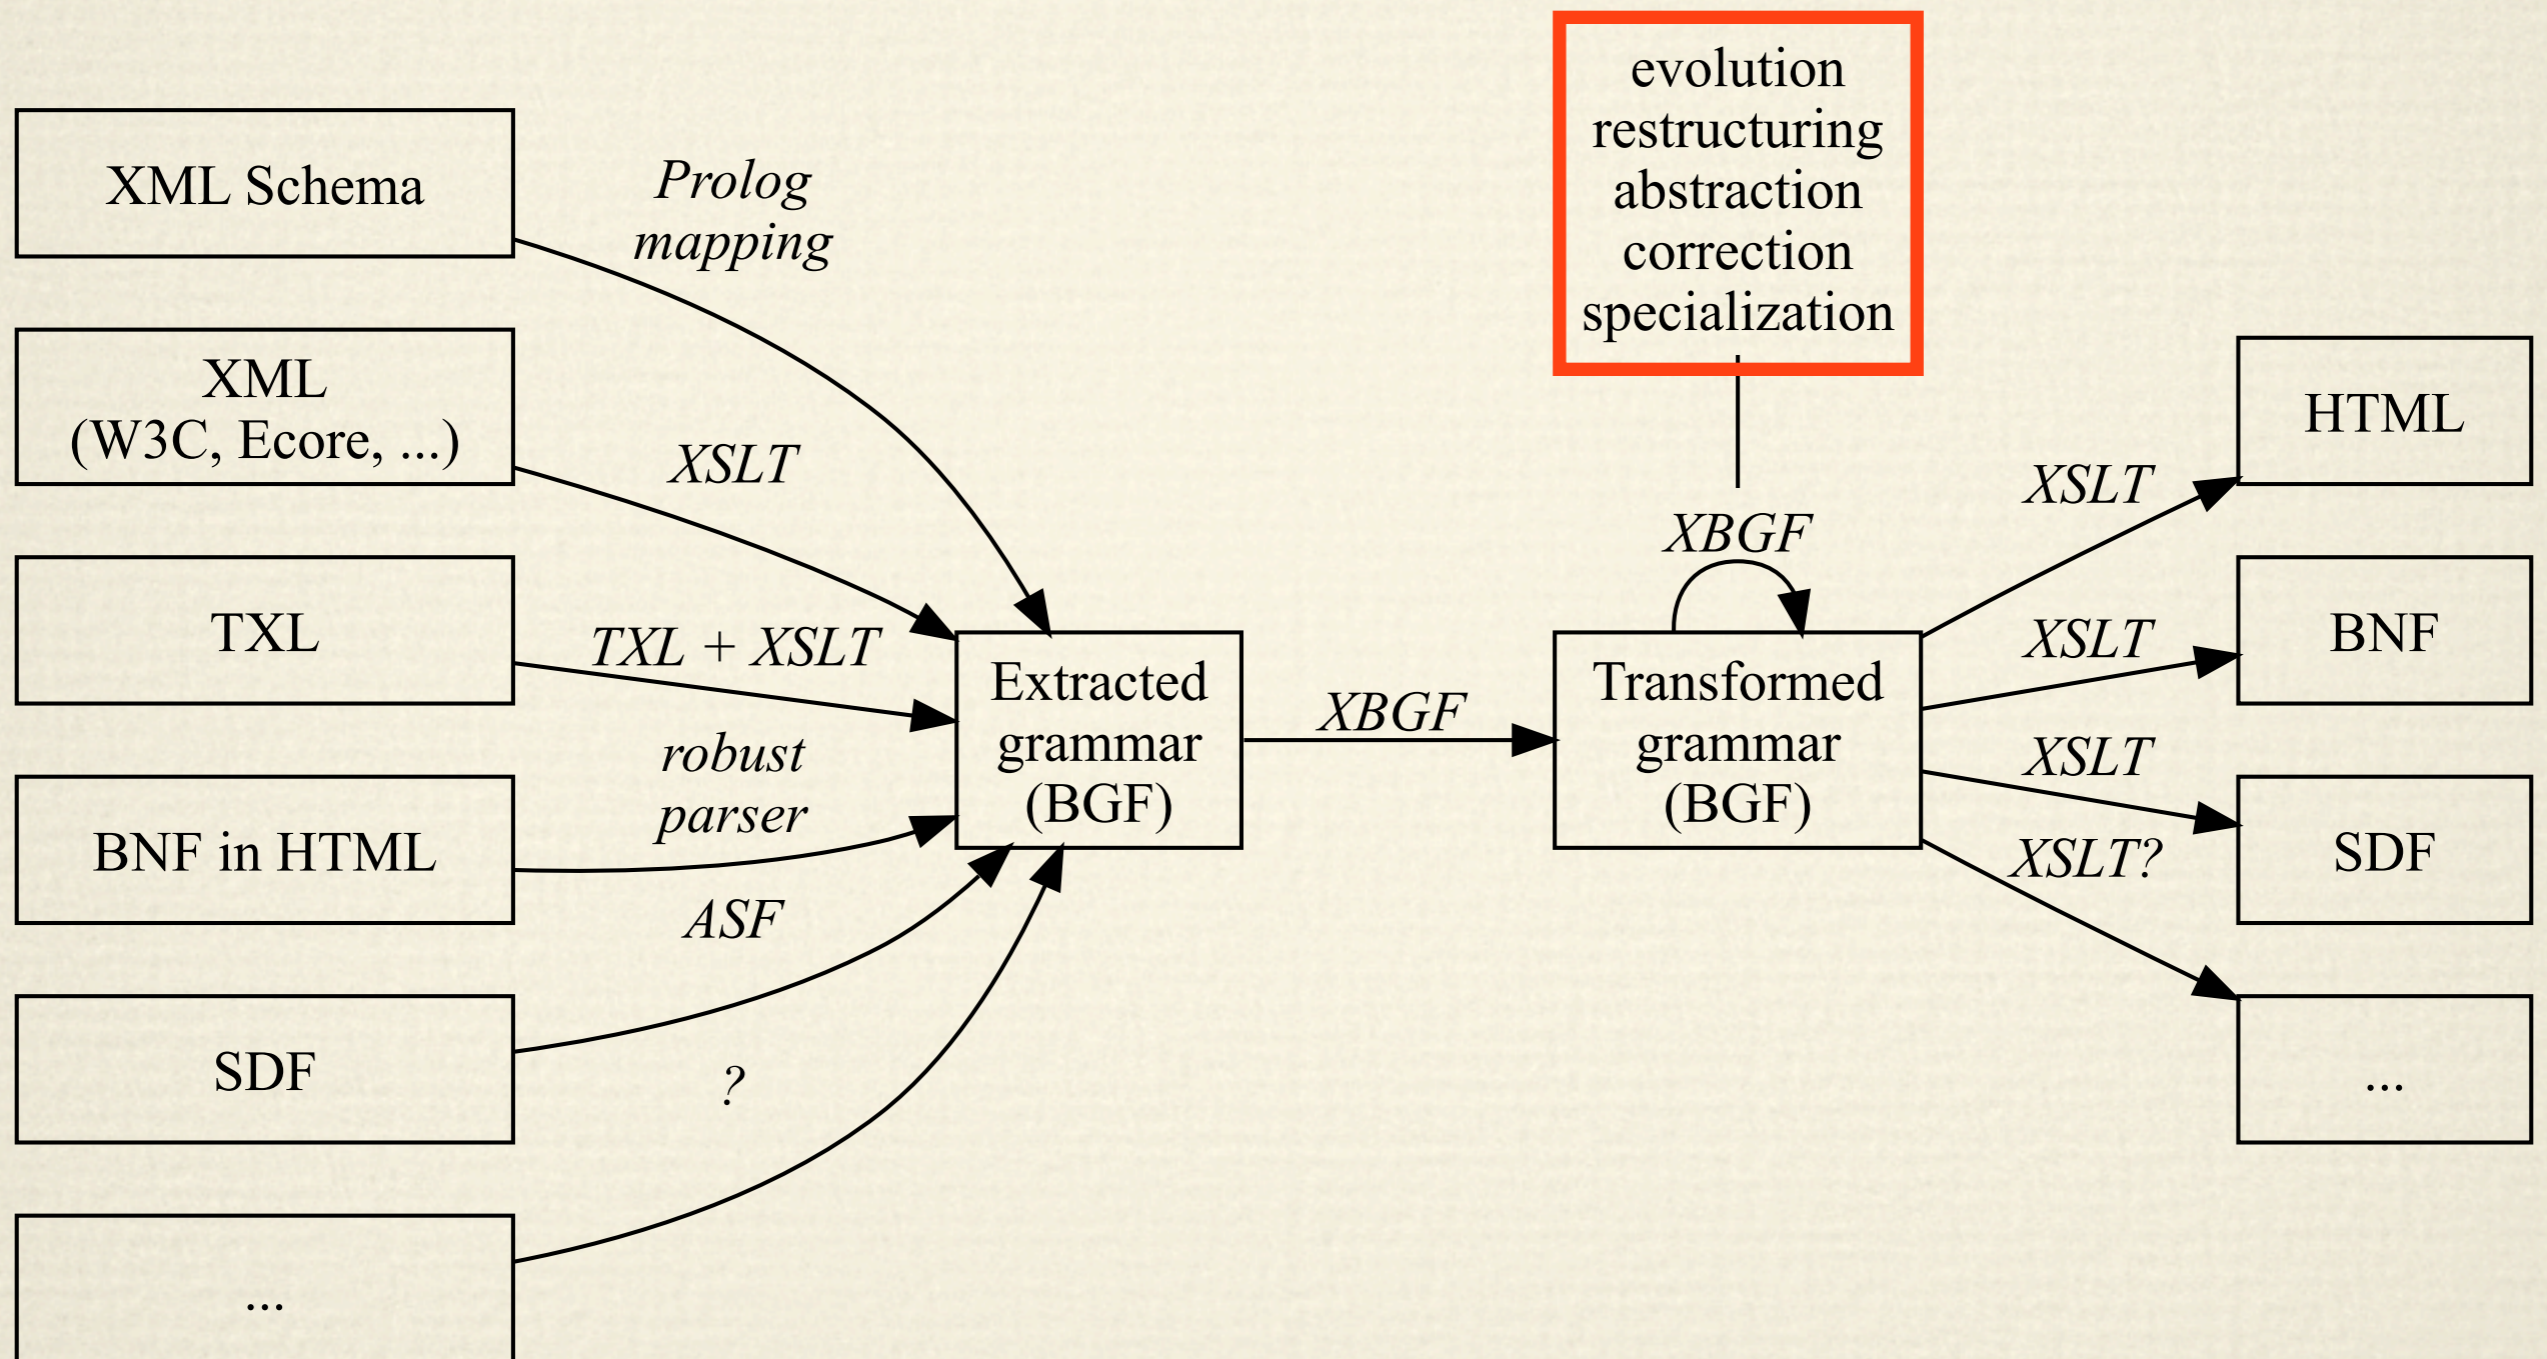 evolution
restructuring
abstraction
correction
specialization
XML Schema
Prolog
mapping
XML
(W3C, Ecore, ...)
XSLT
TXL
TXL + XSLT
BNF in HTML
robust
parser
SDF
ASF
...
?
Extracted
grammar
(BGF)
XBGF
XBGF
Transformed
grammar
(BGF)
XSLT
HTML
XSLT
BNF
XSLT
SDF
XSLT?
...